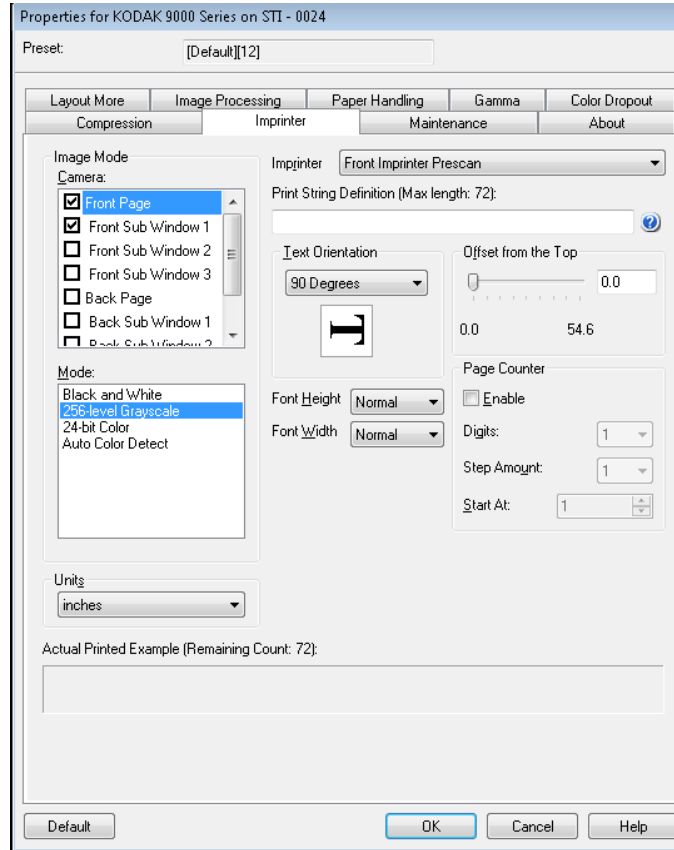 Properties for KODAK 9000 Series on STI - 0024
Preset: [Default][12]
Layout More Image Processing Paper Handling Gamma Color Dropout
Compression Imprinter Maintenance About
Image Mode
Camera:
Front Page
Front Sub Window 1
Front Sub Window 2
Front Sub Window 3
Back Page
Back Sub Window 1
Back Sub Window 2
Mode:
Black and White
256-level Grayscale
24-bit Color
Auto Color Detect
Units
inches
Imprinter Front Imprinter Prescan
Print String Definition (Max length: 72):
Text Orientation
90 Degrees
I
Font Height Normal
Font Width Normal
Offset from the Top
0.0
0.0 54.6
Page Counter
Enable
Digits: 1
Step Amount: 1
Start At: 1
Actual Printed Example (Remaining Count: 72):
Default OK Cancel Help